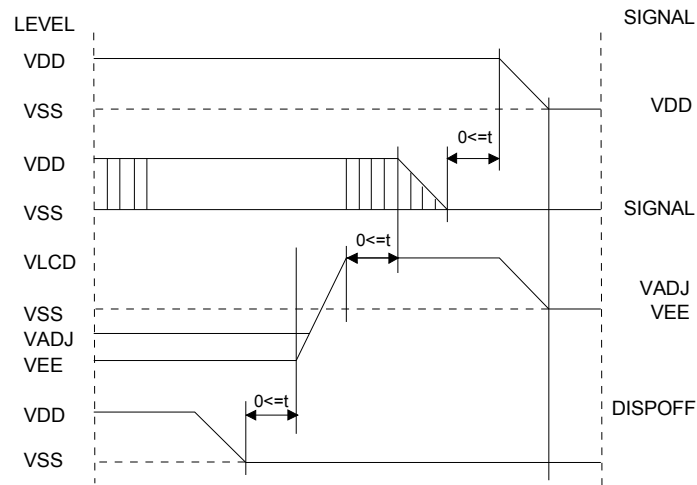 LEVEL SIGNAL
VDD
VSS VDD
0<=t
VDD
VSS SIGNAL
0<=t
VLCD
VSS VADJ
VEE
VADJ
VEE
0<=t
VDD DISPOFF
VSS